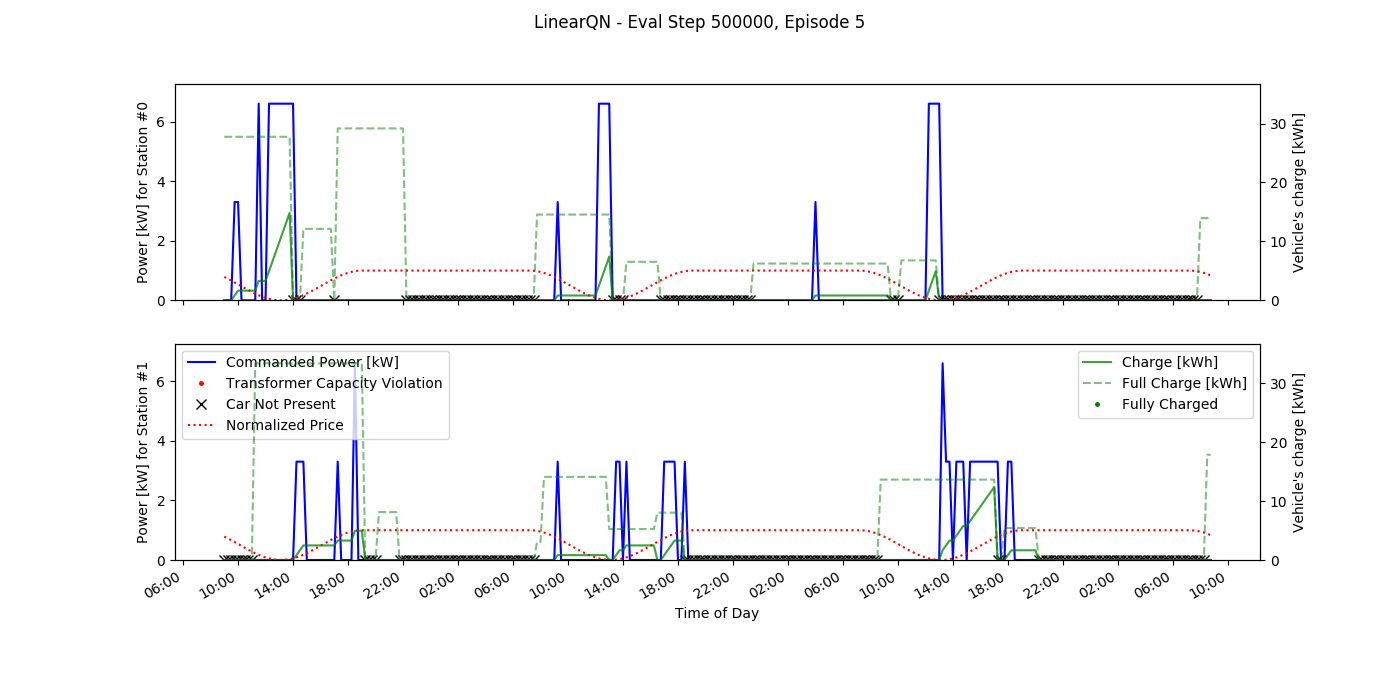 LinearQN - Eval Step 500000, Episode 5
Power [kW] for Station #0
6
4
2
0
30
20
10
0
Vehicle's charge [kWh]
Power [kW] for Station #1
6
4
2
0
Commanded Power [kW]
Transformer Capacity Violation
Car Not Present
Normalized Price
Charge [kWh]
Full Charge [kWh]
Fully Charged
30
20
10
0
Vehicle's charge [kWh]
06:00 10:00 14:00 18:00 22:00 02:00 06:00 10:00 14:00 18:00 22:00 02:00 06:00 10:00 14:00 18:00 22:00 02:00 06:00 10:00
Time of Day